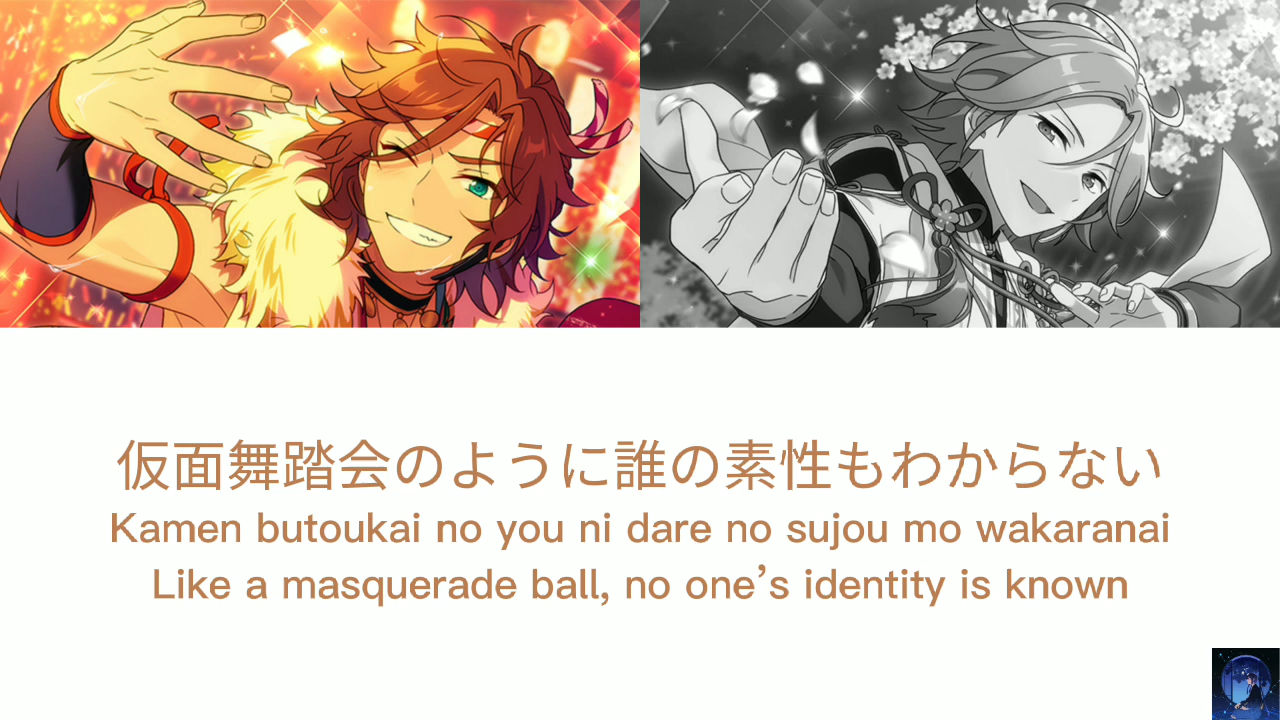 仮面舞踏会のように誰の素性もわからない
Kamen butoukai no you ni dare no sujou mo wakaranai
Like a masquerade ball, no one’s identity is known